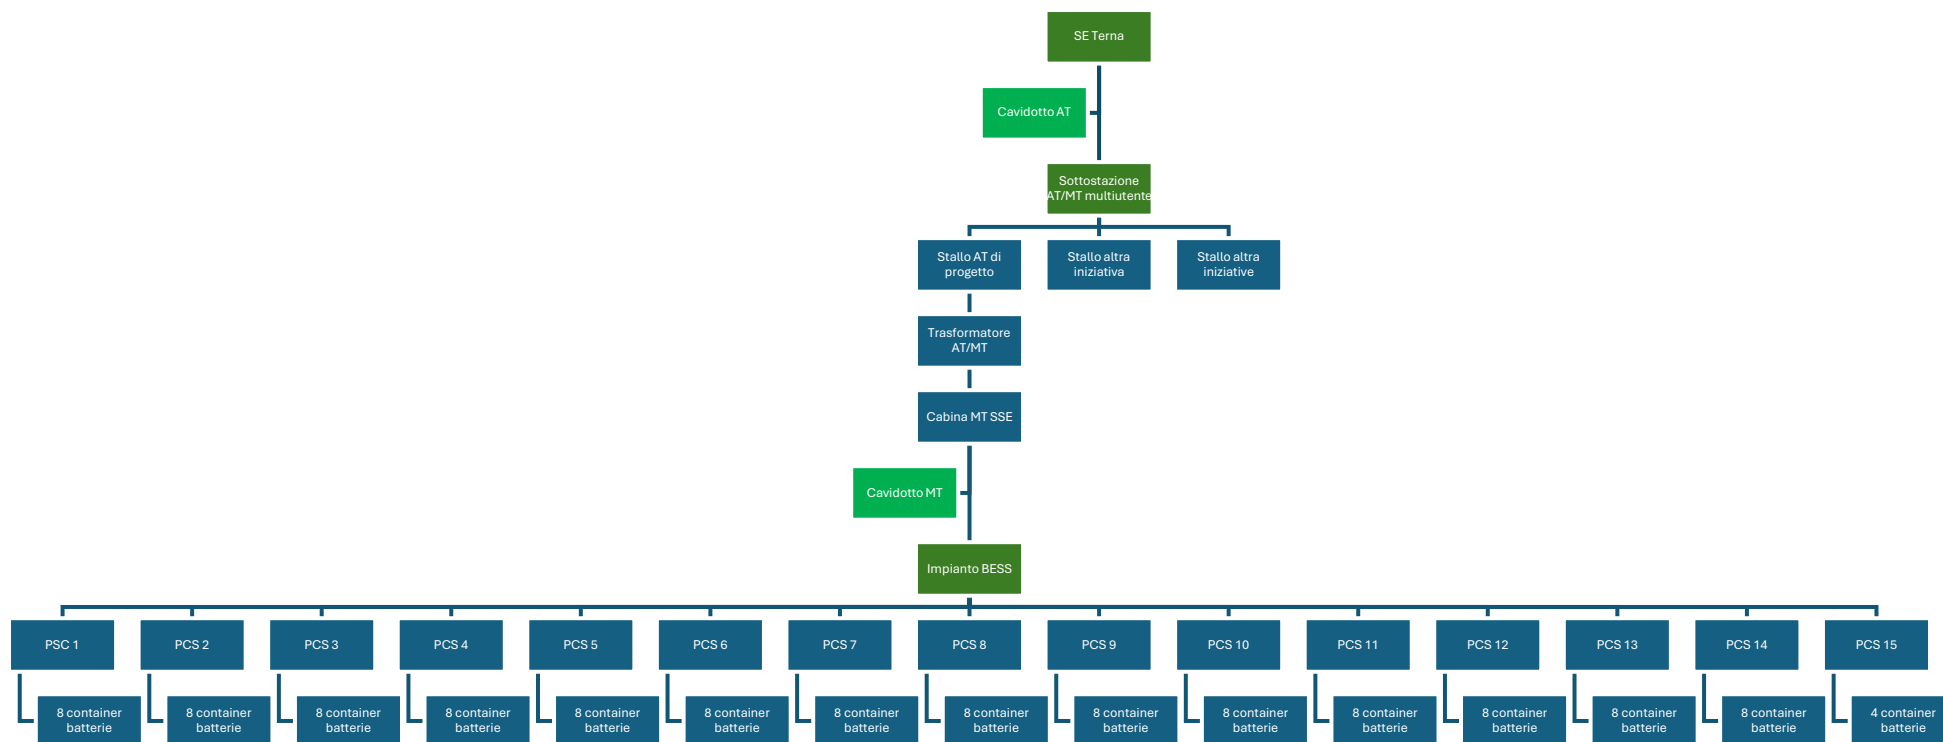 SE Terna
Cavidotto AT
Sottostazione
AT/MT multiutente
Stallo AT di
progetto
Stallo altra
iniziativa
Stallo altra
iniziative
Trasformatore
AT/MT
Cabina MT SSE
Cavidotto MT
Impianto BESS
PSC 1
PCS 2
PCS 3
PCS 4
PCS 5
PCS 6
PCS 7
PCS 8
PCS 9
PCS 10
PCS 11
PCS 12
PCS 13
PCS 14
PCS 15
8 container
batterie
8 container
batterie
8 container
batterie
8 container
batterie
8 container
batterie
8 container
batterie
8 container
batterie
8 container
batterie
8 container
batterie
8 container
batterie
8 container
batterie
8 container
batterie
8 container
batterie
8 container
batterie
4 container
batterie